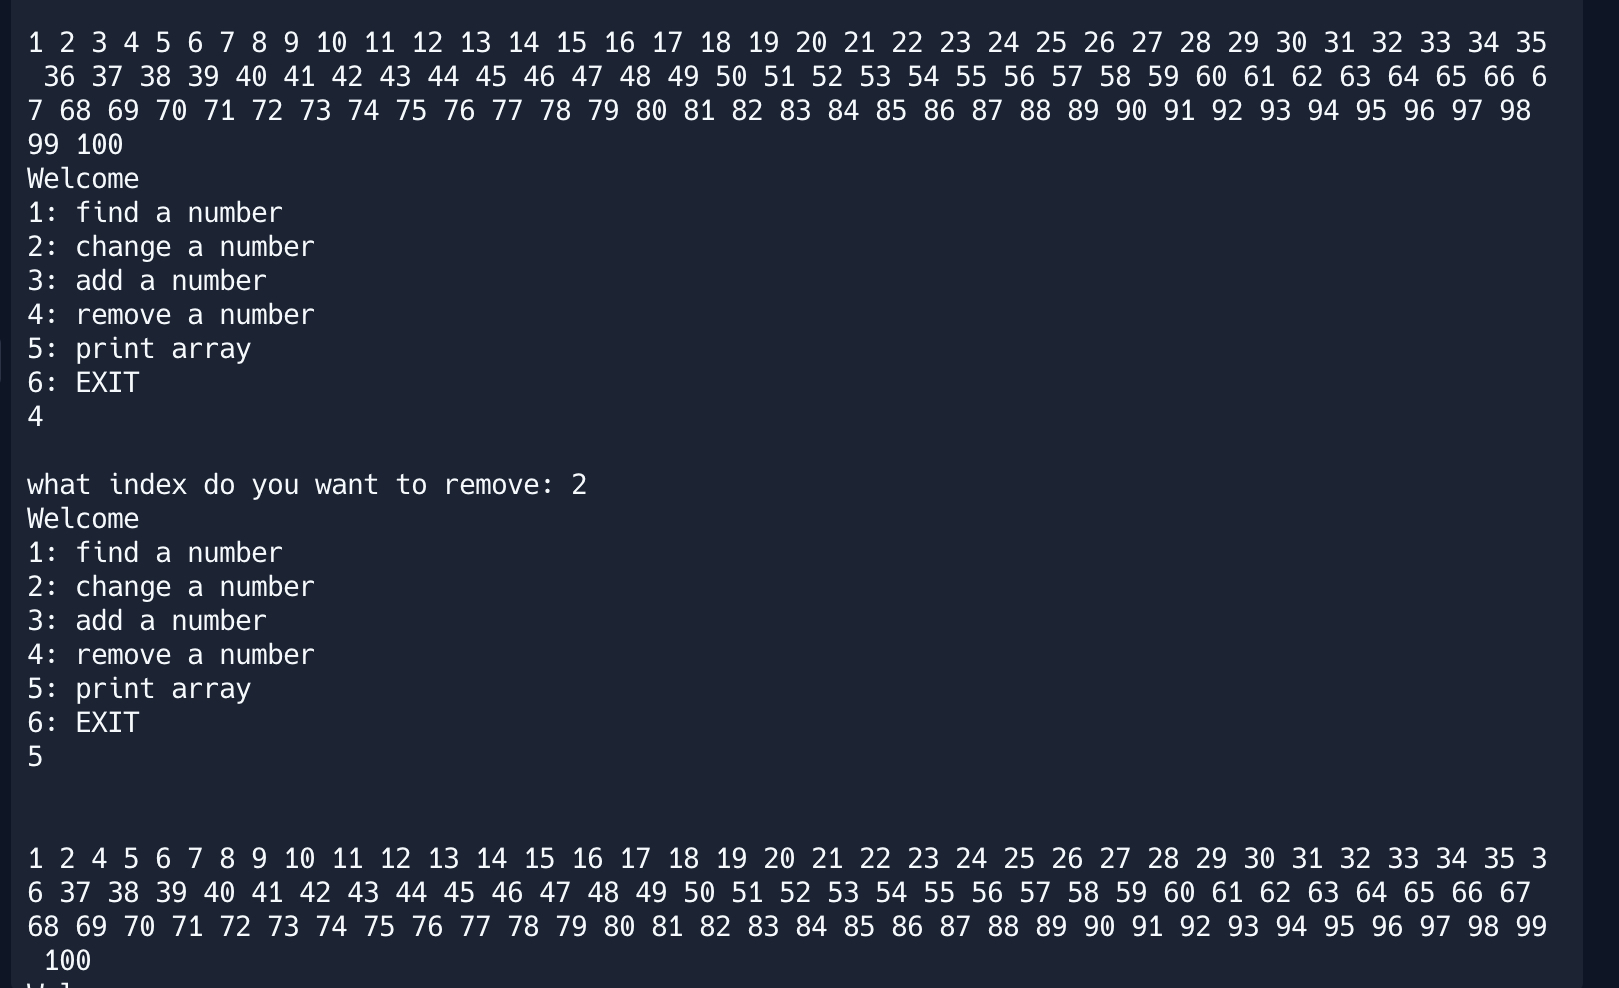 1 2 3 4 5 6 7 8 9 10 11 12 13 14 15 16 17 18 19 20 21 22 23 24 25 26 27 28 29 30 31 32 33 34 35
36 37 38 39 40 41 42 43 44 45 46 47 48 49 50 51 52 53 54 55 56 57 58 59 60 61 62 63 64 65 66 6
7 68 69 70 71 72 73 74 75 76 77 78 79 80 81 82 83 84 85 86 87 88 89 90 91 92 93 94 95 96 97 98
99 100
Welcome
1: find a number
2: change a number
3: add a number
4: remove a number
5: print array
6: EXIT
4
what index do you want to remove: 2
Welcome
1: find a number
2: change a number
3: add a number
4: remove a number
5: print array
6: EXIT
5
1 2 4 5 6 7 8 9 10 11 12 13 14 15 16 17 18 19 20 21 22 23 24 25 26 27 28 29 30 31 32 33 34 35 3
6 37 38 39 40 41 42 43 44 45 46 47 48 49 50 51 52 53 54 55 56 57 58 59 60 61 62 63 64 65 66 67
68 69 70 71 72 73 74 75 76 77 78 79 80 81 82 83 84 85 86 87 88 89 90 91 92 93 94 95 96 97 98 99
100